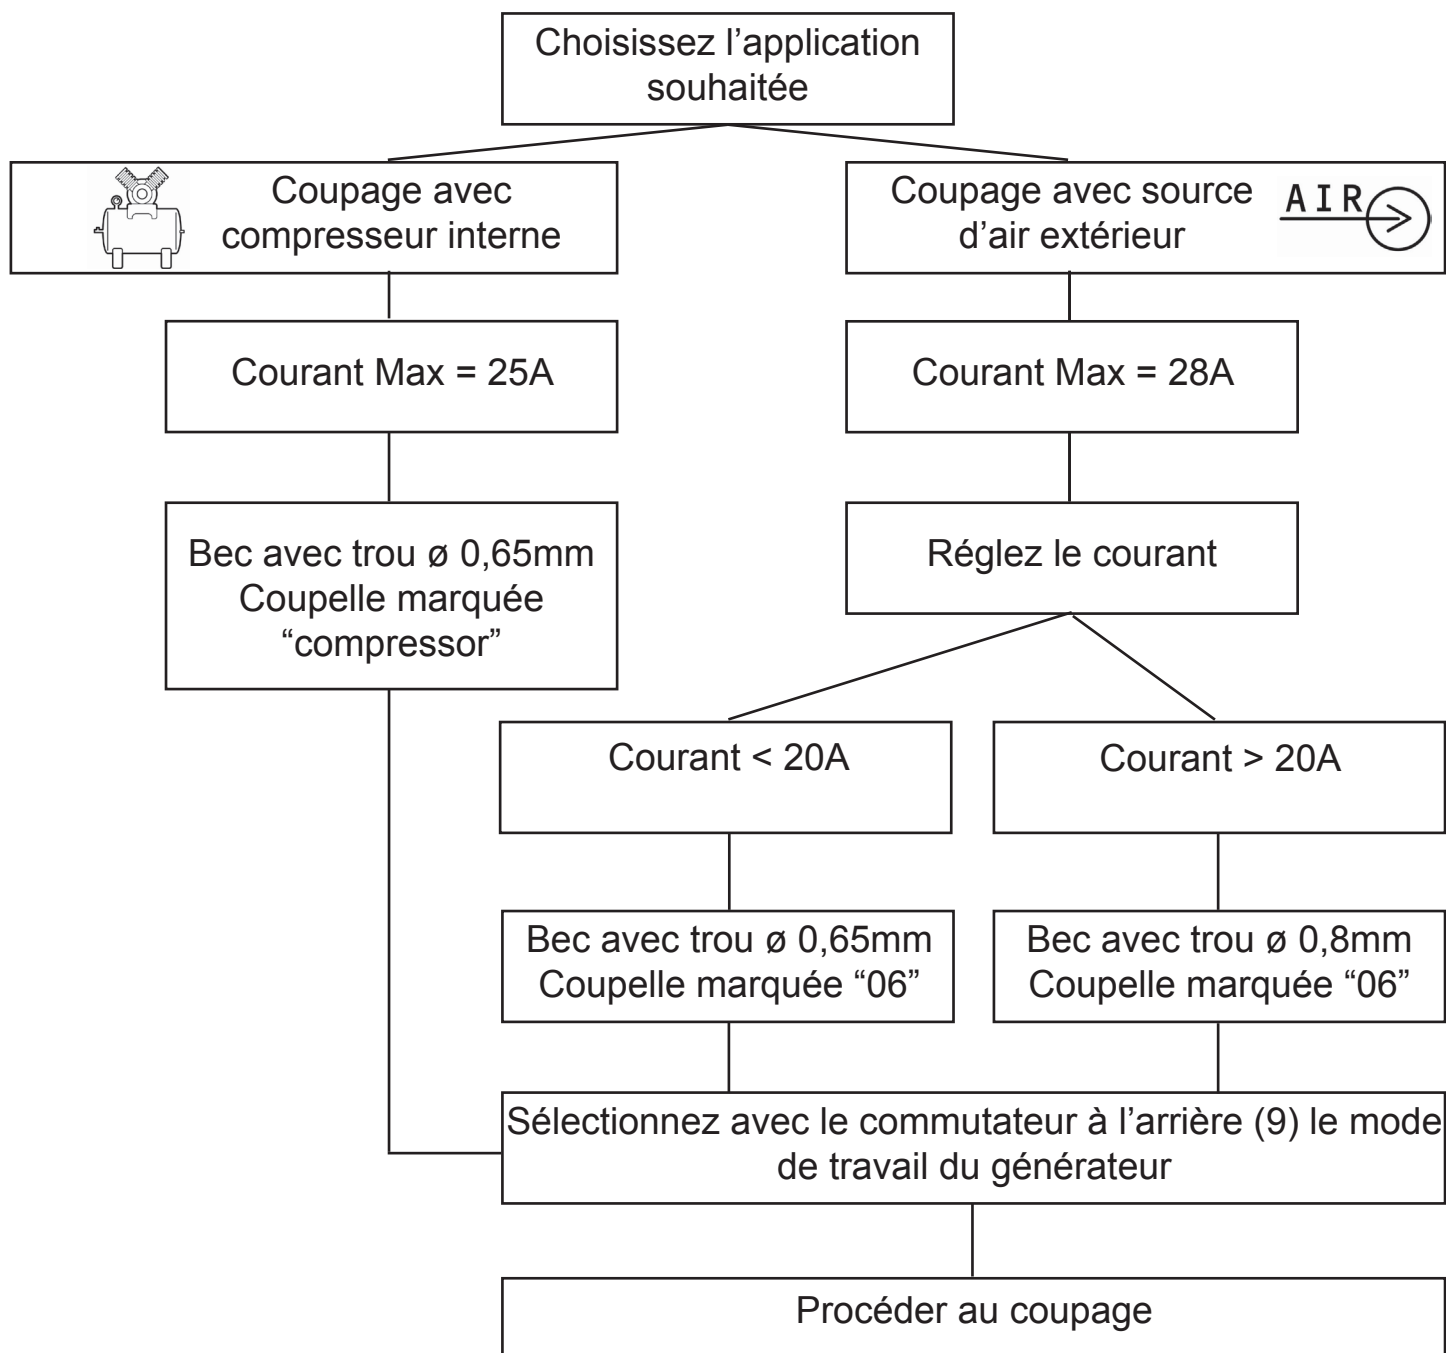 Choisissez l’application
souhaitée
Coupage avec
compresseur interne
Coupage avec source
d’air extérieur
AIR
Courant Max = 25A
Courant Max = 28A
Bec avec trou ø 0,65mm
Coupelle marquée
“compressor”
Réglez le courant
Courant < 20A
Courant > 20A
Bec avec trou ø 0,65mm
Coupelle marquée “06”
Bec avec trou ø 0,8mm
Coupelle marquée “06”
Sélectionnez avec le commutateur à l’arrière (9) le mode
de travail du générateur
Procéder au coupage